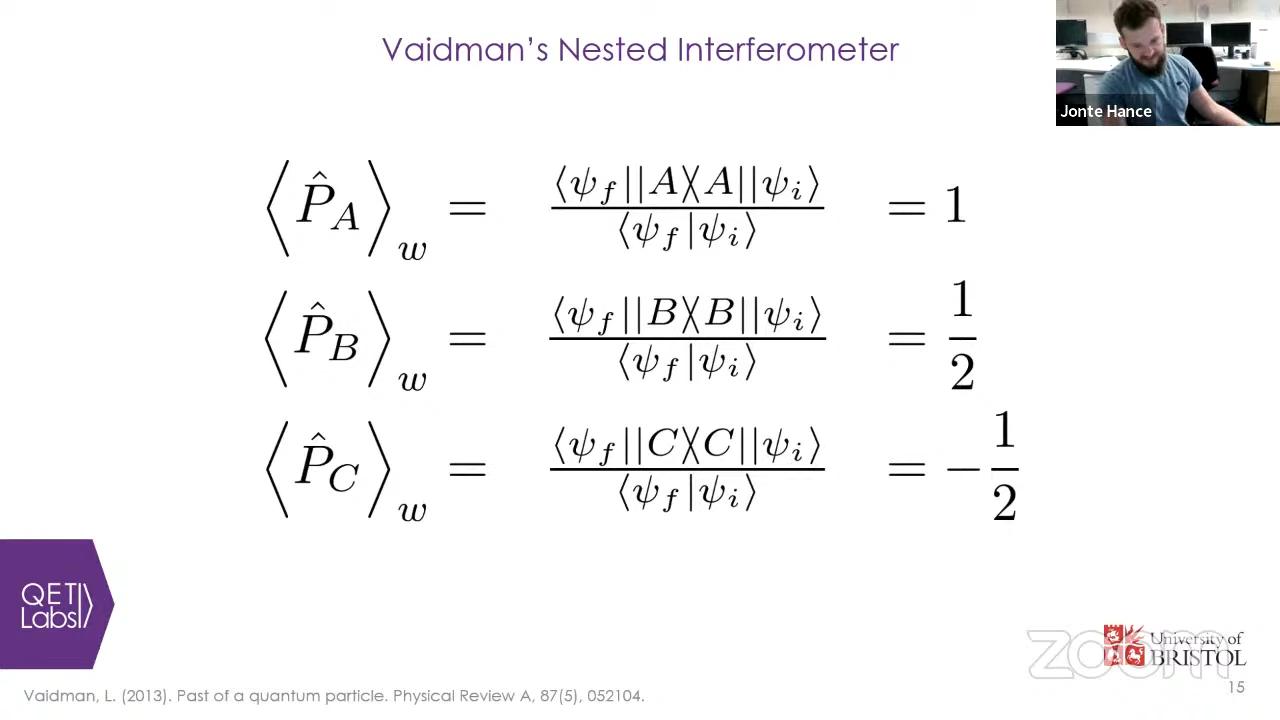 Vaidman's Nested Interferometer
Jonte Hance
⟨P̂_A⟩_w = ⟨ψ_f||A⟩⟨A||ψ_i⟩ / ⟨ψ_f|ψ_i⟩ = 1
⟨P̂_B⟩_w = ⟨ψ_f||B⟩⟨B||ψ_i⟩ / ⟨ψ_f|ψ_i⟩ = 1/2
⟨P̂_C⟩_w = ⟨ψ_f||C⟩⟨C||ψ_i⟩ / ⟨ψ_f|ψ_i⟩ = −1/2
QET
Labs
zoom
University of
BRISTOL
Vaidman, L. (2013). Past of a quantum particle. Physical Review A, 87(5), 052104.
15